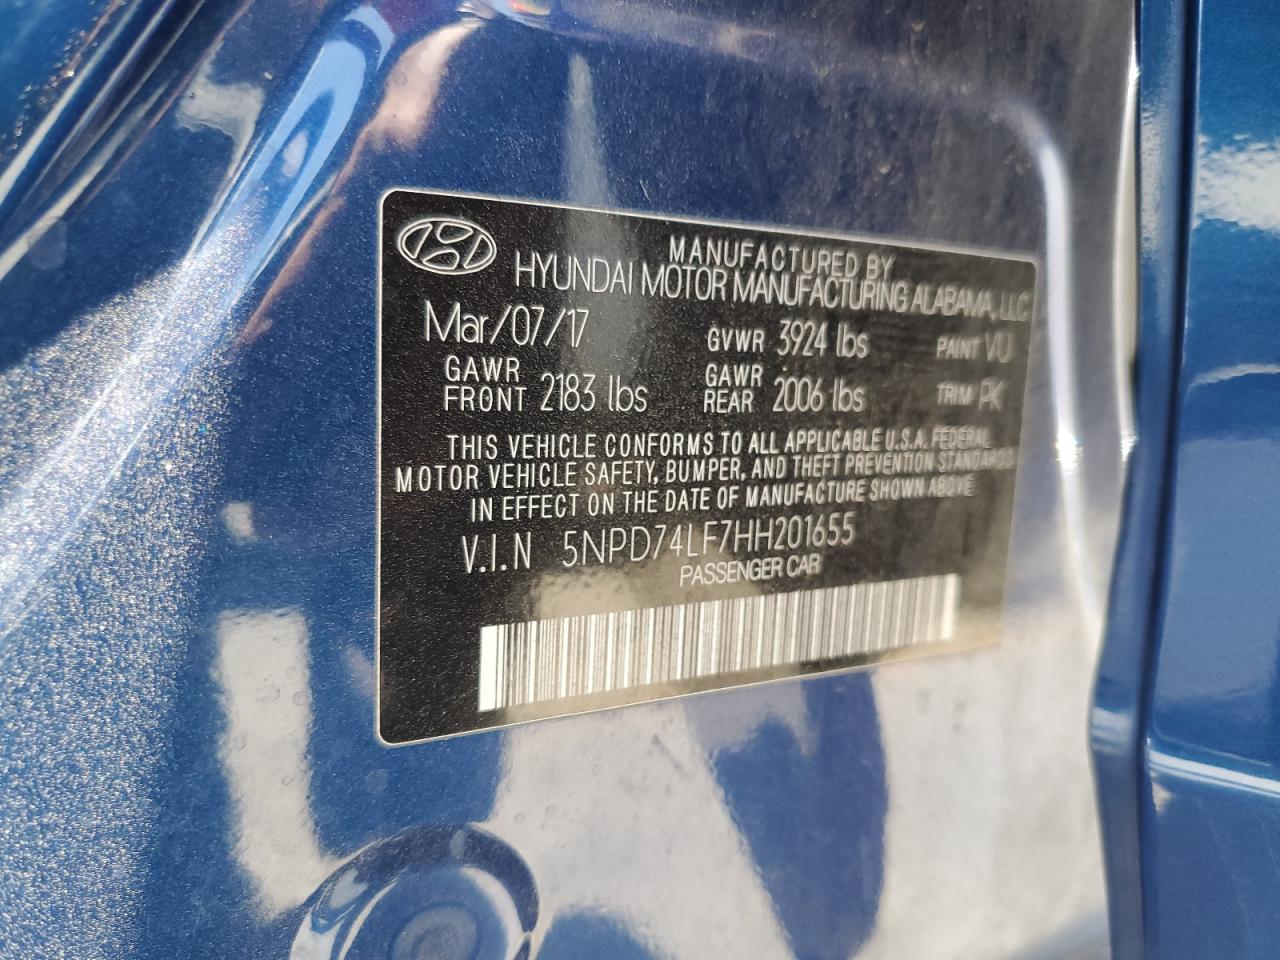 MANUFACTURED BY
HYUNDAI MOTOR MANUFACTURING ALABAMA, LLC
Mar/07/17 GVWR 3924 lbs PAINT VU
GAWR FRONT 2183 lbs GAWR REAR 2006 lbs TRIM PK
THIS VEHICLE CONFORMS TO ALL APPLICABLE U.S.A. FEDERAL
MOTOR VEHICLE SAFETY, BUMPER, AND THEFT PREVENTION STANDARDS
IN EFFECT ON THE DATE OF MANUFACTURE SHOWN ABOVE
V.I.N 5NPD74LF7HH201655
PASSENGER CAR